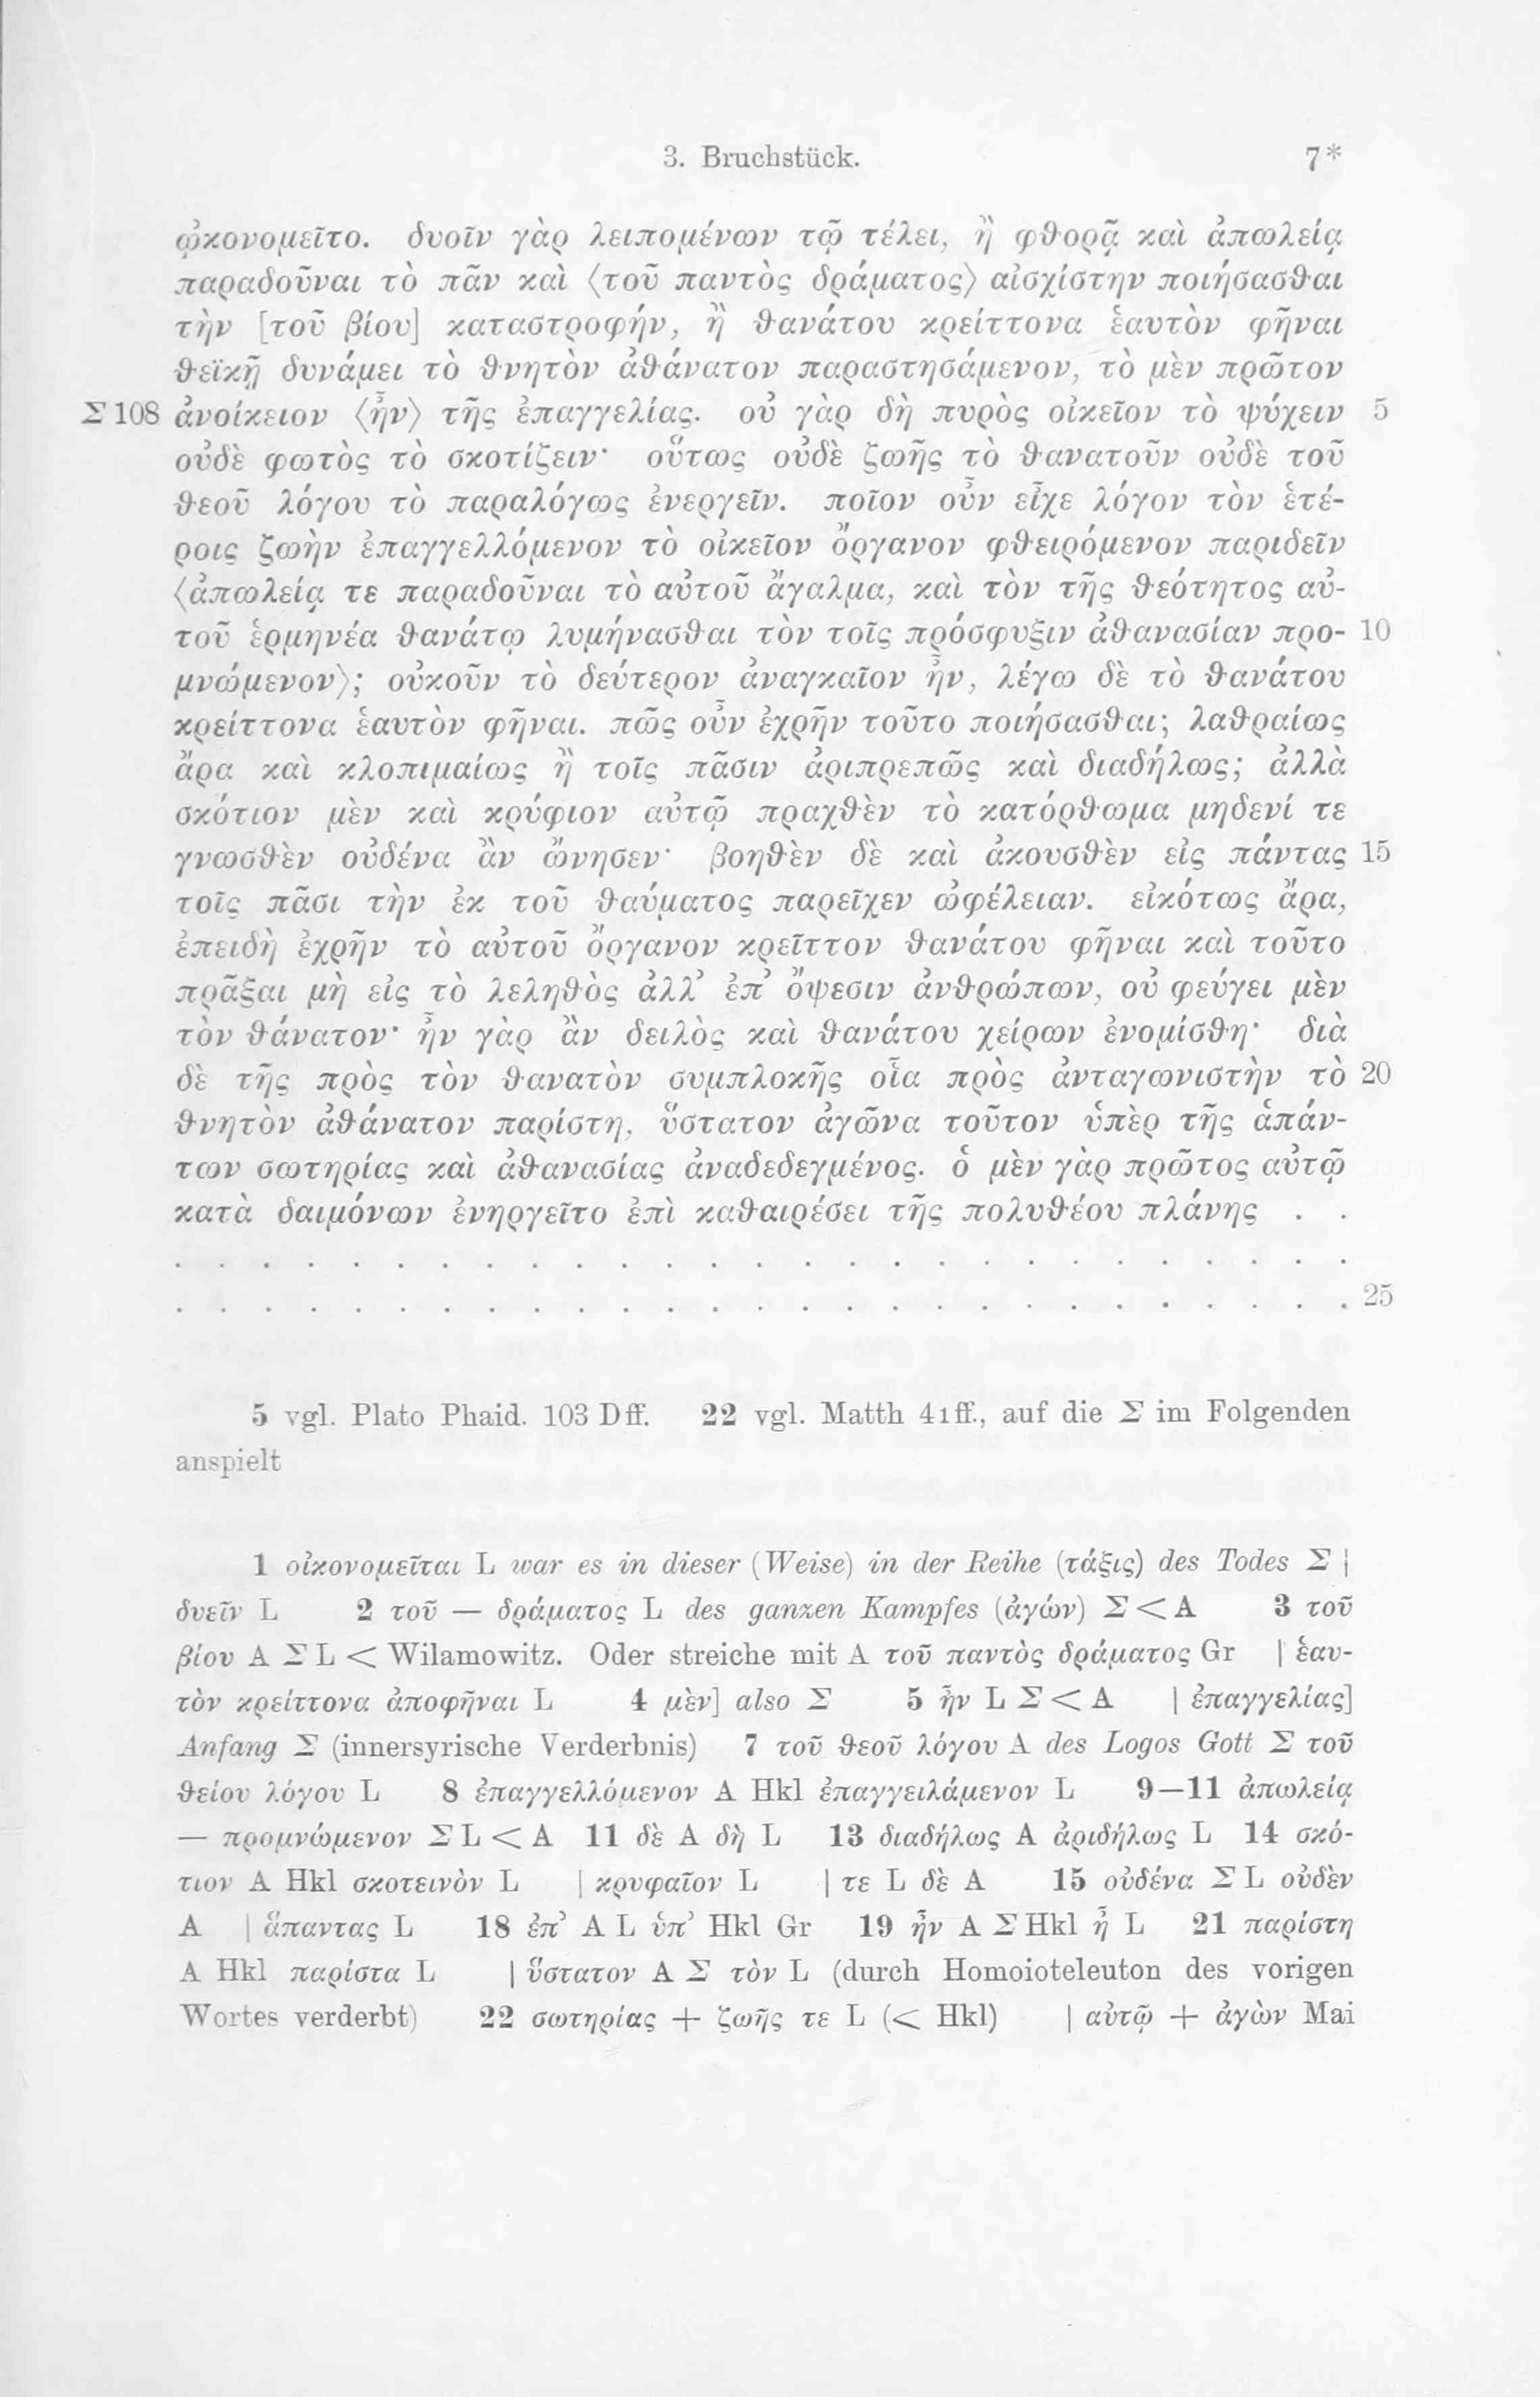 3. Bruchstück. 7*
ᾠκονομεῖτο. δυοῖν γὰρ λειπομένων τῷ τέλει, ἢ φθορᾷ καὶ ἀπωλείᾳ
παραδοῦναι τὸ πᾶν καὶ ⟨τοῦ παντὸς δράματος⟩ αἰσχίστην ποιήσασθαι
τὴν [τοῦ βίου] καταστροφήν, ἢ θανάτου κρείττονα ἑαυτὸν φῆναι
θεϊκῇ δυνάμει τὸ θνητὸν ἀθάνατον παραστησάμενον, τὸ μὲν πρῶτον
Σ 108 ἀνοίκειον ⟨ἦν⟩ τῆς ἐπαγγελίας. οὐ γὰρ δὴ πυρὸς οἰκεῖον τὸ ψύχειν 5
οὐδὲ φωτὸς τὸ σκοτίζειν· οὕτως οὐδὲ ζωῆς τὸ θανατοῦν οὐδὲ τοῦ
θεοῦ λόγου τὸ παραλόγως ἐνεργεῖν. ποῖον οὖν εἶχε λόγον τὸν ἑτέ-
ροις ζωὴν ἐπαγγελλόμενον τὸ οἰκεῖον ὄργανον φθειρόμενον παριδεῖν
⟨ἀπωλείᾳ τε παραδοῦναι τὸ αὐτοῦ ἄγαλμα, καὶ τὸν τῆς θεότητος αὐ-
τοῦ ἑρμηνέα θανάτῳ λυμήνασθαι τὸν τοῖς πρόσφυξιν ἀθανασίαν προ- 10
μνώμενον⟩; οὐκοῦν τὸ δεύτερον ἀναγκαῖον ἦν, λέγω δὲ τὸ θανάτου
κρείττονα ἑαυτὸν φῆναι. πῶς οὖν ἐχρῆν τοῦτο ποιήσασθαι; λαθραίως
ἄρα καὶ κλοπιμαίως ἢ τοῖς πᾶσιν ἀριπρεπῶς καὶ διαδήλως; ἀλλὰ
σκότιον μὲν καὶ κρύφιον αὐτῷ πραχθὲν τὸ κατόρθωμα μηδενί τε
γνωσθὲν οὐδένα ἂν ὤνησεν· βοηθὲν δὲ καὶ ἀκουσθὲν εἰς πάντας 15
τοῖς πᾶσι τὴν ἐκ τοῦ θαύματος παρεῖχεν ὠφέλειαν. εἰκότως ἄρα,
ἐπειδὴ ἐχρῆν τὸ αὐτοῦ ὄργανον κρεῖττον θανάτου φῆναι καὶ τοῦτο
πρᾶξαι μὴ εἰς τὸ λεληθὸς ἀλλ’ ἐπ’ ὄψεσιν ἀνθρώπων, οὐ φεύγει μὲν
τὸν θάνατον· ἦν γὰρ ἂν δειλὸς καὶ θανάτου χείρων ἐνομίσθη· διὰ
δὲ τῆς πρὸς τὸν θανατὸν συμπλοκῆς οἷα πρὸς ἀνταγωνιστὴν τὸ 20
θνητὸν ἀθάνατον παρίστη, ὕστατον ἀγῶνα τοῦτον ὑπὲρ τῆς ἁπάν-
των σωτηρίας καὶ ἀθανασίας ἀναδεδεγμένος. ὁ μὲν γὰρ πρῶτος αὐτῷ
κατὰ δαιμόνων ἐνηργεῖτο ἐπὶ καθαιρέσει τῆς πολυθέου πλάνης . .
. . . . . . . . . . . . . . . . . . . . . . . . . . .
. . . . . . . . . . . . . . . . . . . . . . . . . . . 25
5 vgl. Plato Phaid. 103 Dff. 22 vgl. Matth 4 1 ff., auf die Σ im Folgenden
anspielt
1 οἰκονομεῖται L war es in dieser (Weise) in der Reihe (τάξις) des Todes Σ |
δυεῖν L 2 τοῦ — δράματος L des ganzen Kampfes (ἀγών) Σ < A 3 τοῦ
βίου A Σ L < Wilamowitz. Oder streiche mit A τοῦ παντὸς δράματος Gr | ἑαυ-
τὸν κρείττονα ἀποφῆναι L 4 μὲν] also Σ 5 ἦν L Σ < A | ἐπαγγελίας]
Anfang Σ (innersyrische Verderbnis) 7 τοῦ θεοῦ λόγου A des Logos Gott Σ τοῦ
θείου λόγου L 8 ἐπαγγελλόμενον A Hkl ἐπαγγειλάμενον L 9—11 ἀπωλείᾳ
— προμνώμενον Σ L < A 11 δὲ A δὴ L 13 διαδήλως A ἀριδήλως L 14 σκό-
τιον A Hkl σκοτεινὸν L | κρυφαῖον L | τε L δὲ A 15 οὐδένα Σ L οὐδὲν
A | ἅπαντας L 18 ἐπ’ A L ὑπ’ Hkl Gr 19 ἦν A Σ Hkl ἦ L 21 παρίστη
A Hkl παρίστα L | ὕστατον A Σ τὸν L (durch Homoioteleuton des vorigen
Wortes verderbt) 22 σωτηρίας + ζωῆς τε L (< Hkl) | αὐτῷ + ἀγὼν Mai